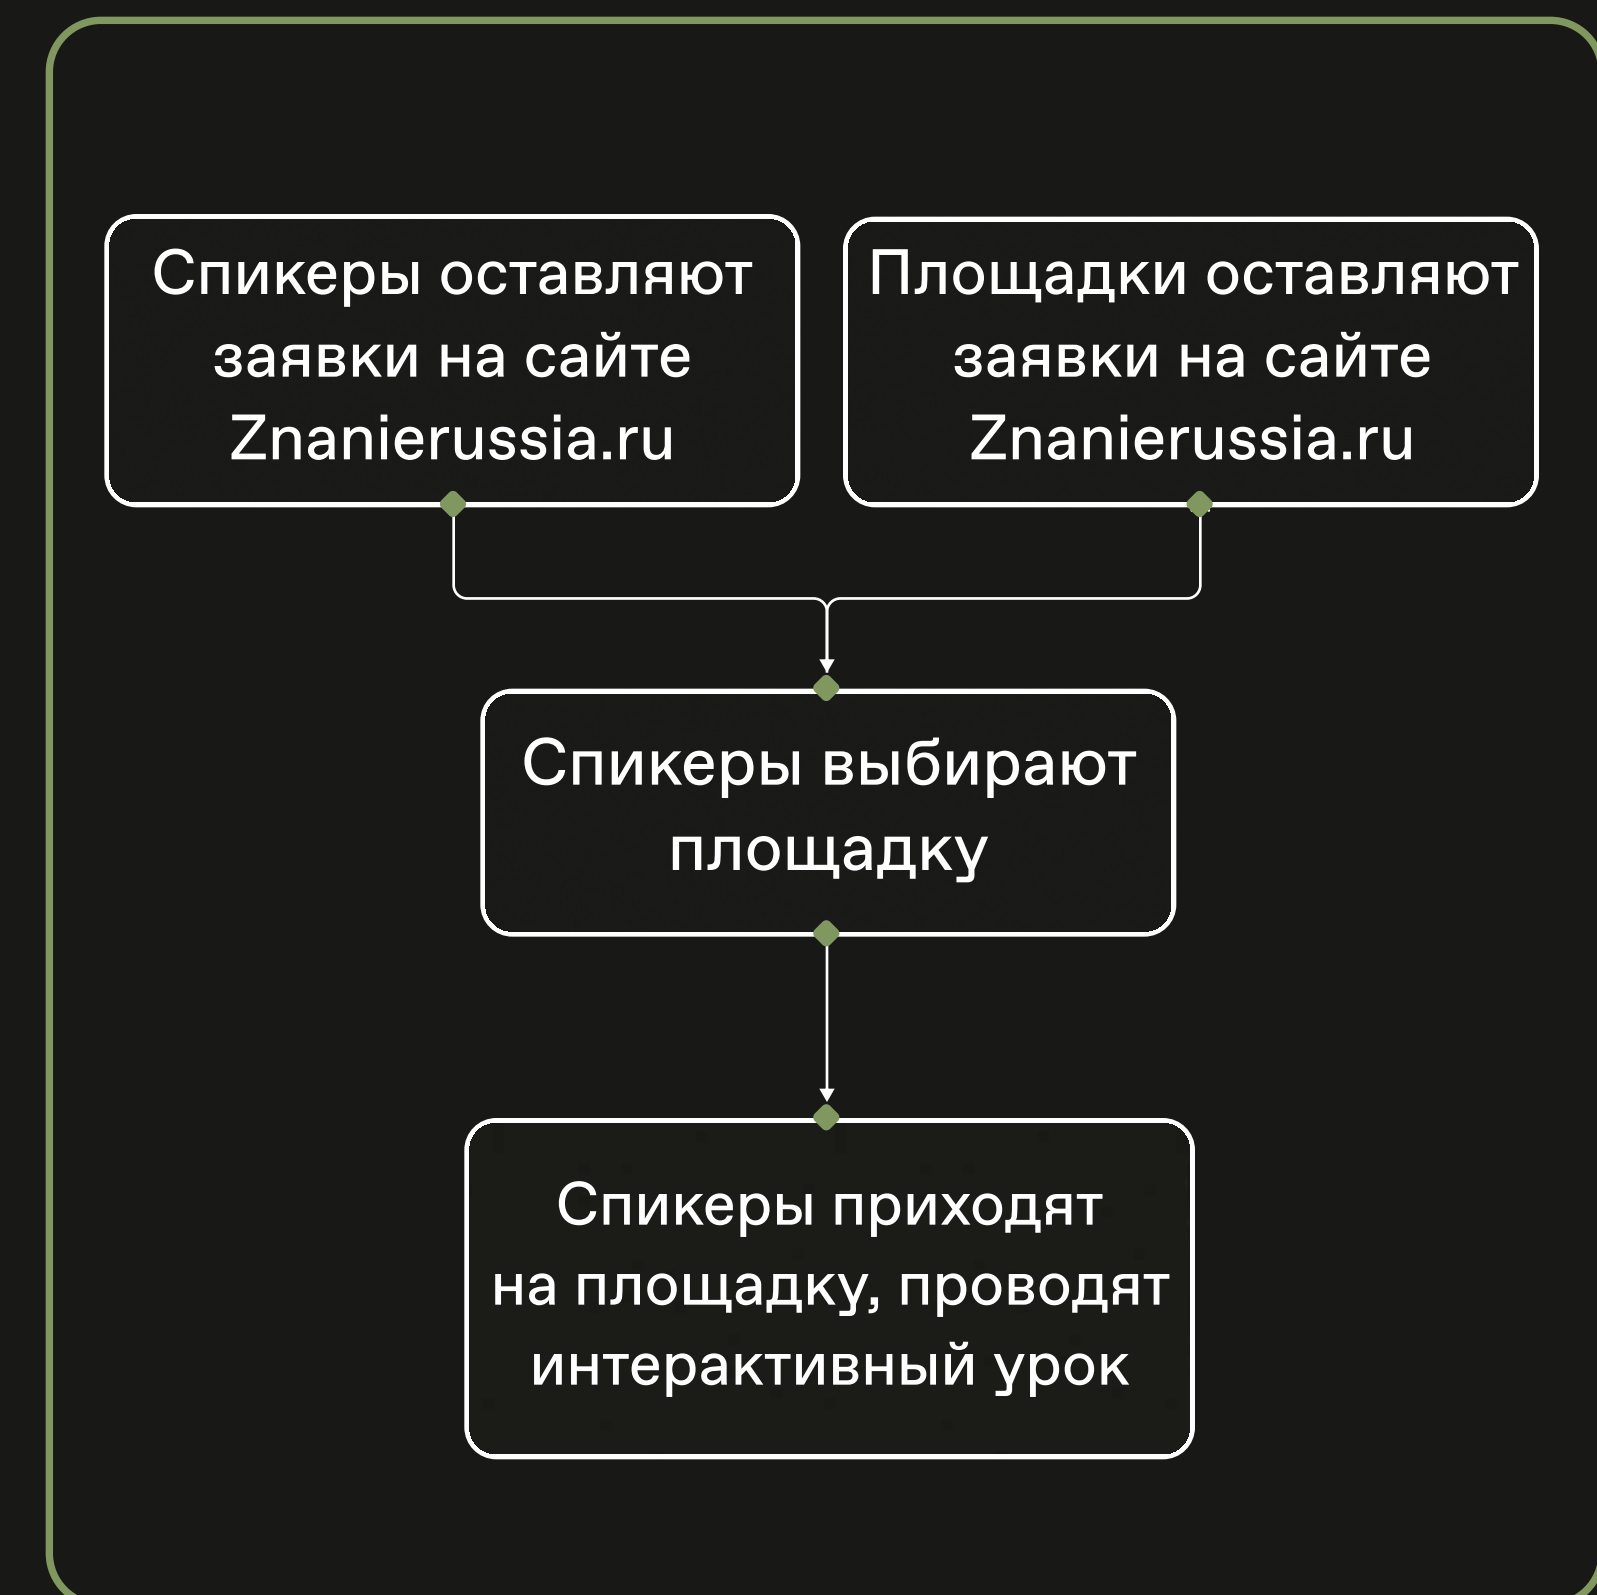 Спикеры оставляют
заявки на сайте
Znanierussia.ru
Площадки оставляют
заявки на сайте
Znanierussia.ru
Спикеры выбирают
площадку
Спикеры приходят
на площадку, проводят
интерактивный урок